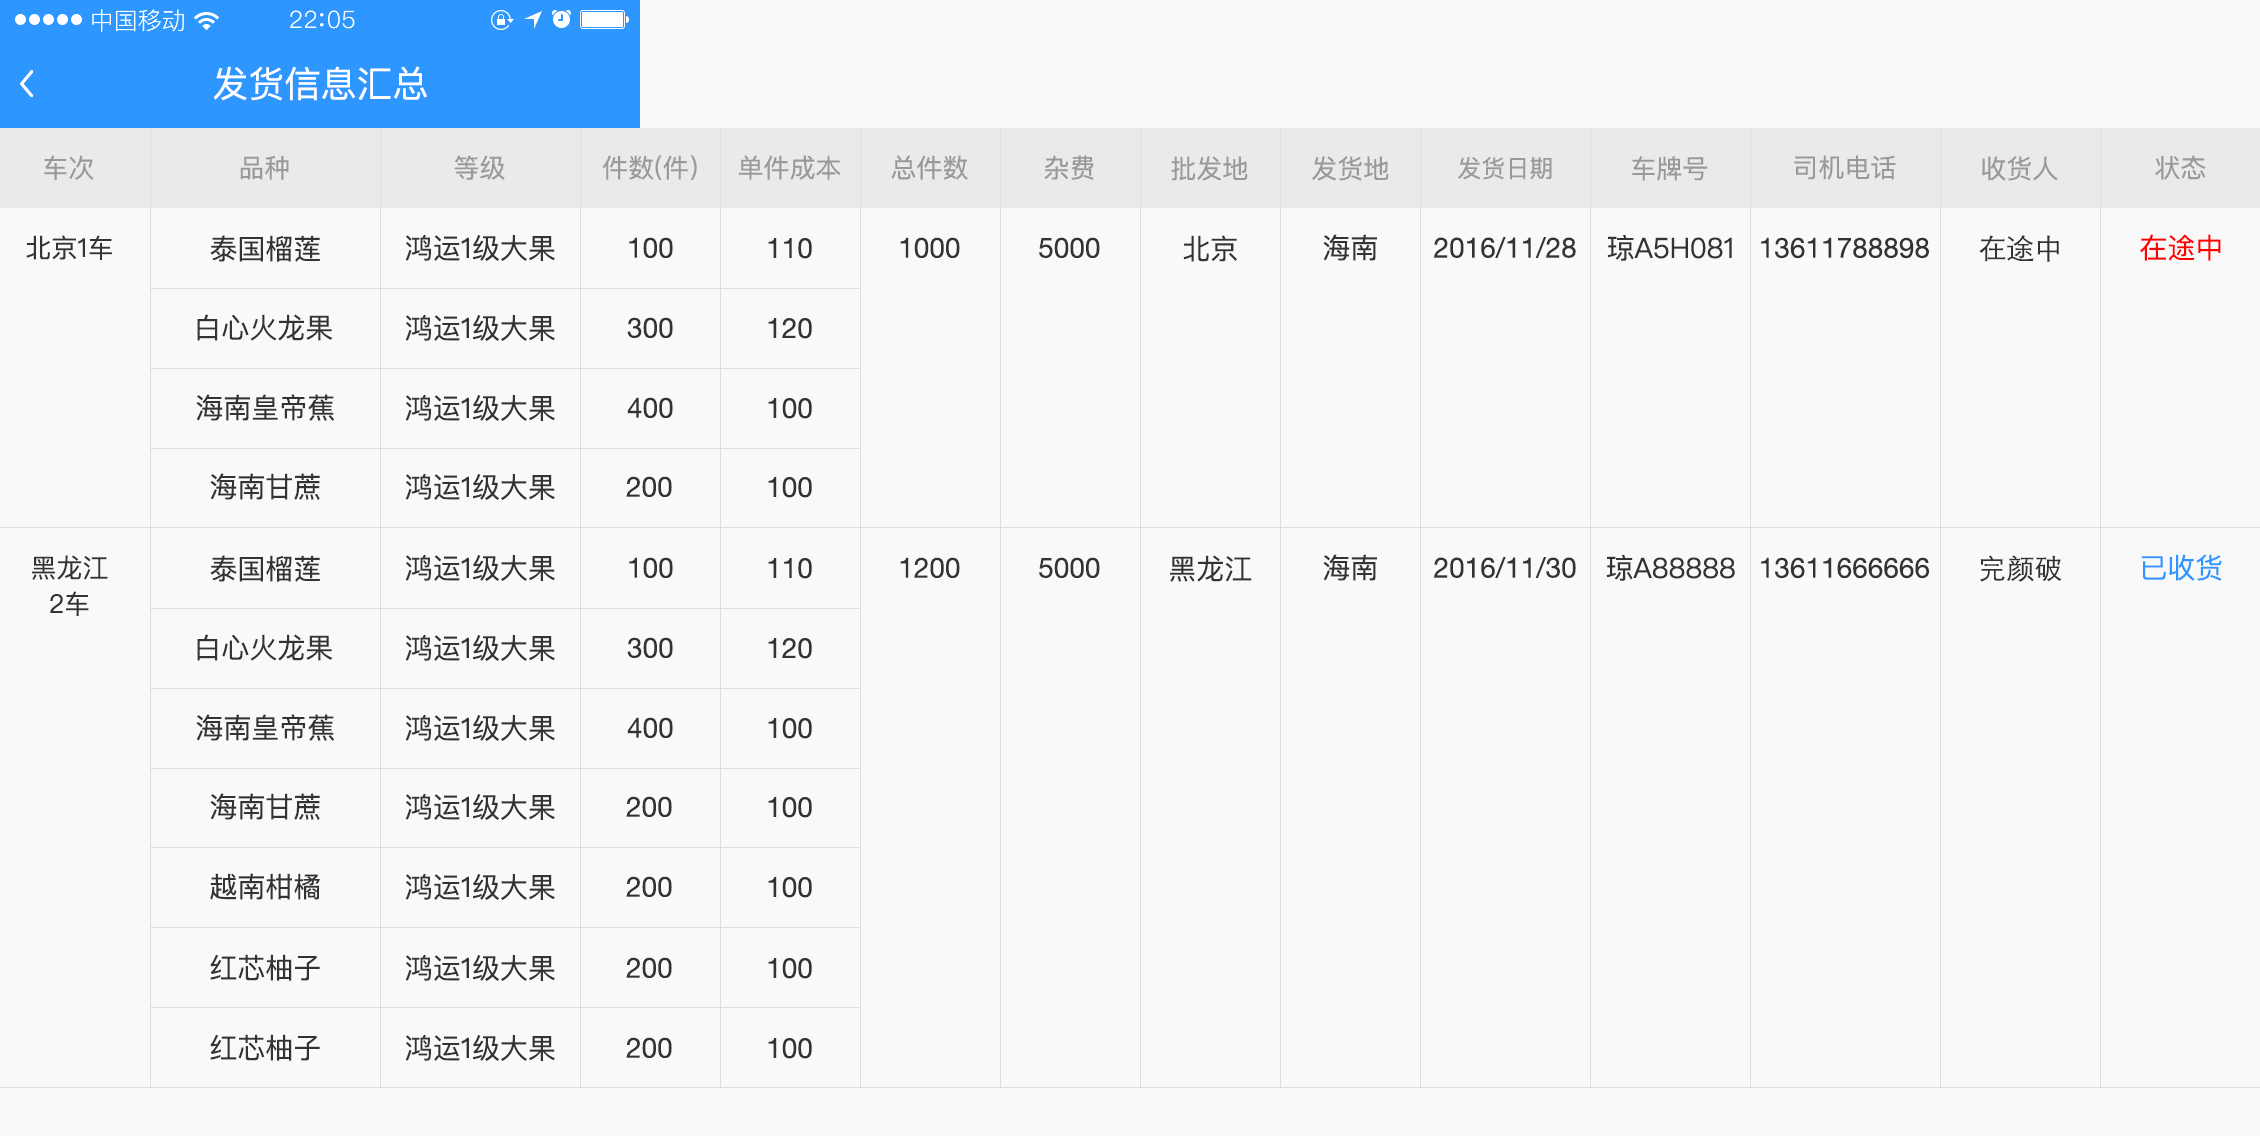 中国移动 22:05
发货信息汇总
车次 品种 等级 件数(件) 单件成本 总件数 杂费 批发地 发货地 发货日期 车牌号 司机电话 收货人 状态
北京1车 泰国榴莲 鸿运1级大果 100 110 1000 5000 北京 海南 2016/11/28 琼A5H081 13611788898 在途中 在途中
白心火龙果 鸿运1级大果 300 120
海南皇帝蕉 鸿运1级大果 400 100
海南甘蔗 鸿运1级大果 200 100
黑龙江 泰国榴莲 鸿运1级大果 100 110 1200 5000 黑龙江 海南 2016/11/30 琼A88888 13611666666 完颜破 已收货
2车
白心火龙果 鸿运1级大果 300 120
海南皇帝蕉 鸿运1级大果 400 100
海南甘蔗 鸿运1级大果 200 100
越南柑橘 鸿运1级大果 200 100
红芯柚子 鸿运1级大果 200 100
红芯柚子 鸿运1级大果 200 100